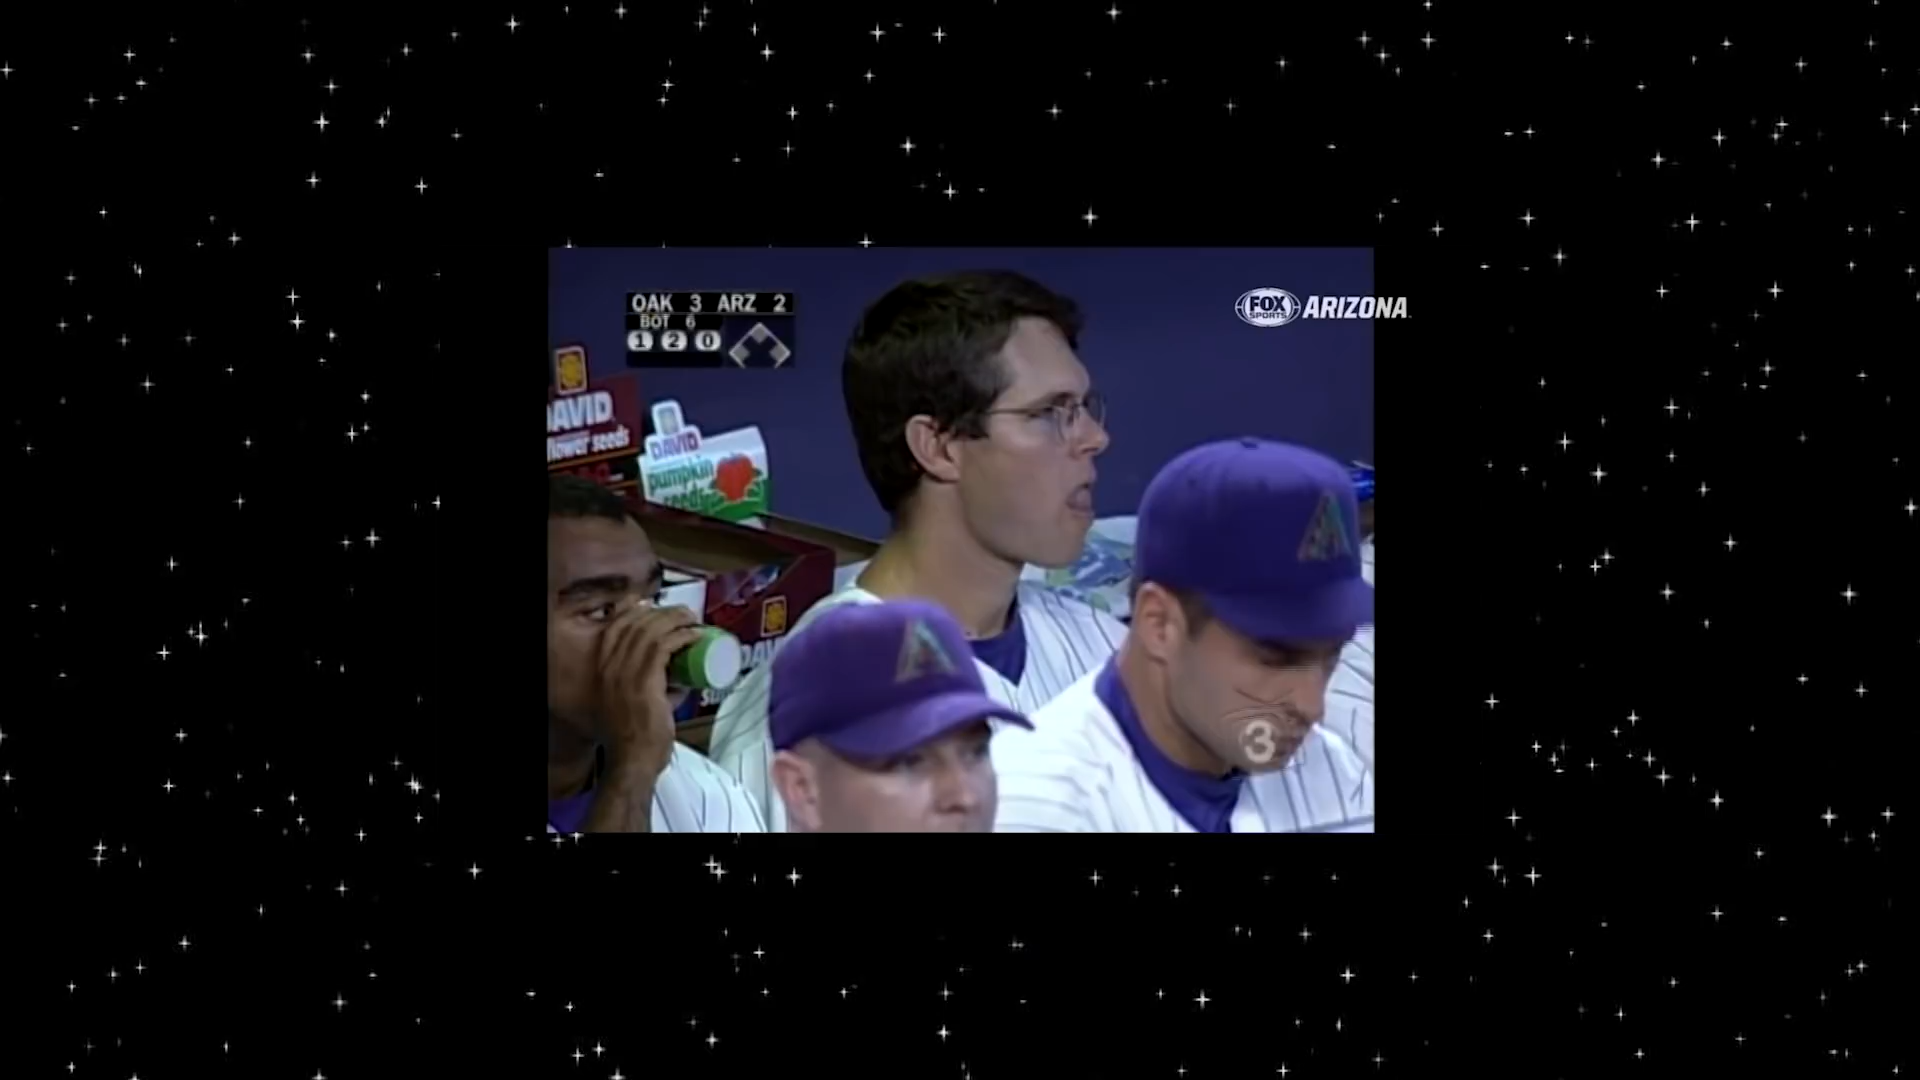 OAK 3 ARZ 2
BOT 6
1 2 0
FOX SPORTS ARIZONA
DAVID
flower seeds
DAVID
pumpkin
seeds
A
A
DAV
3